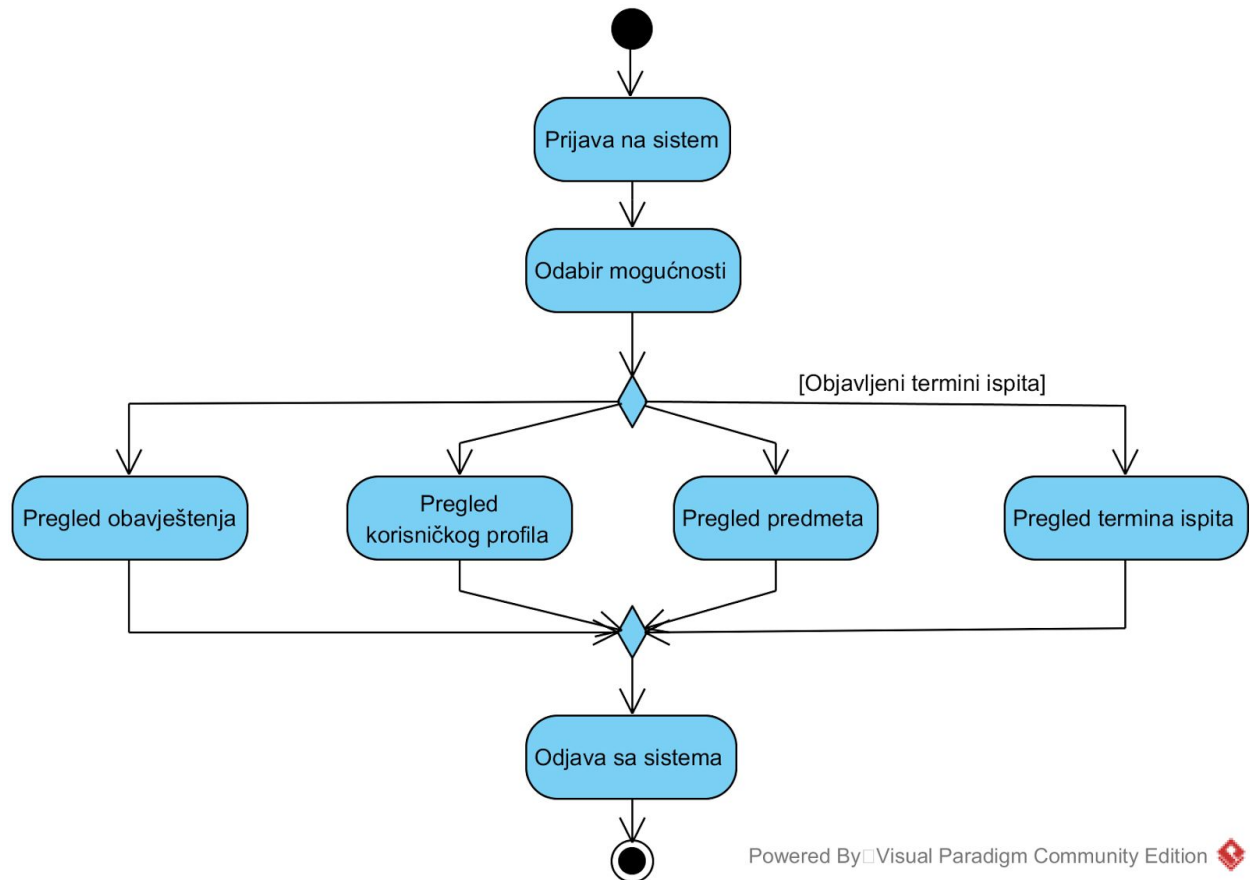 Prijava na sistem
Odabir mogućnosti
[Objavljeni termini ispita]
Pregled obavještenja
Pregled
korisničkog profila
Pregled predmeta
Pregled termina ispita
Odjava sa sistema
Powered By Visual Paradigm Community Edition